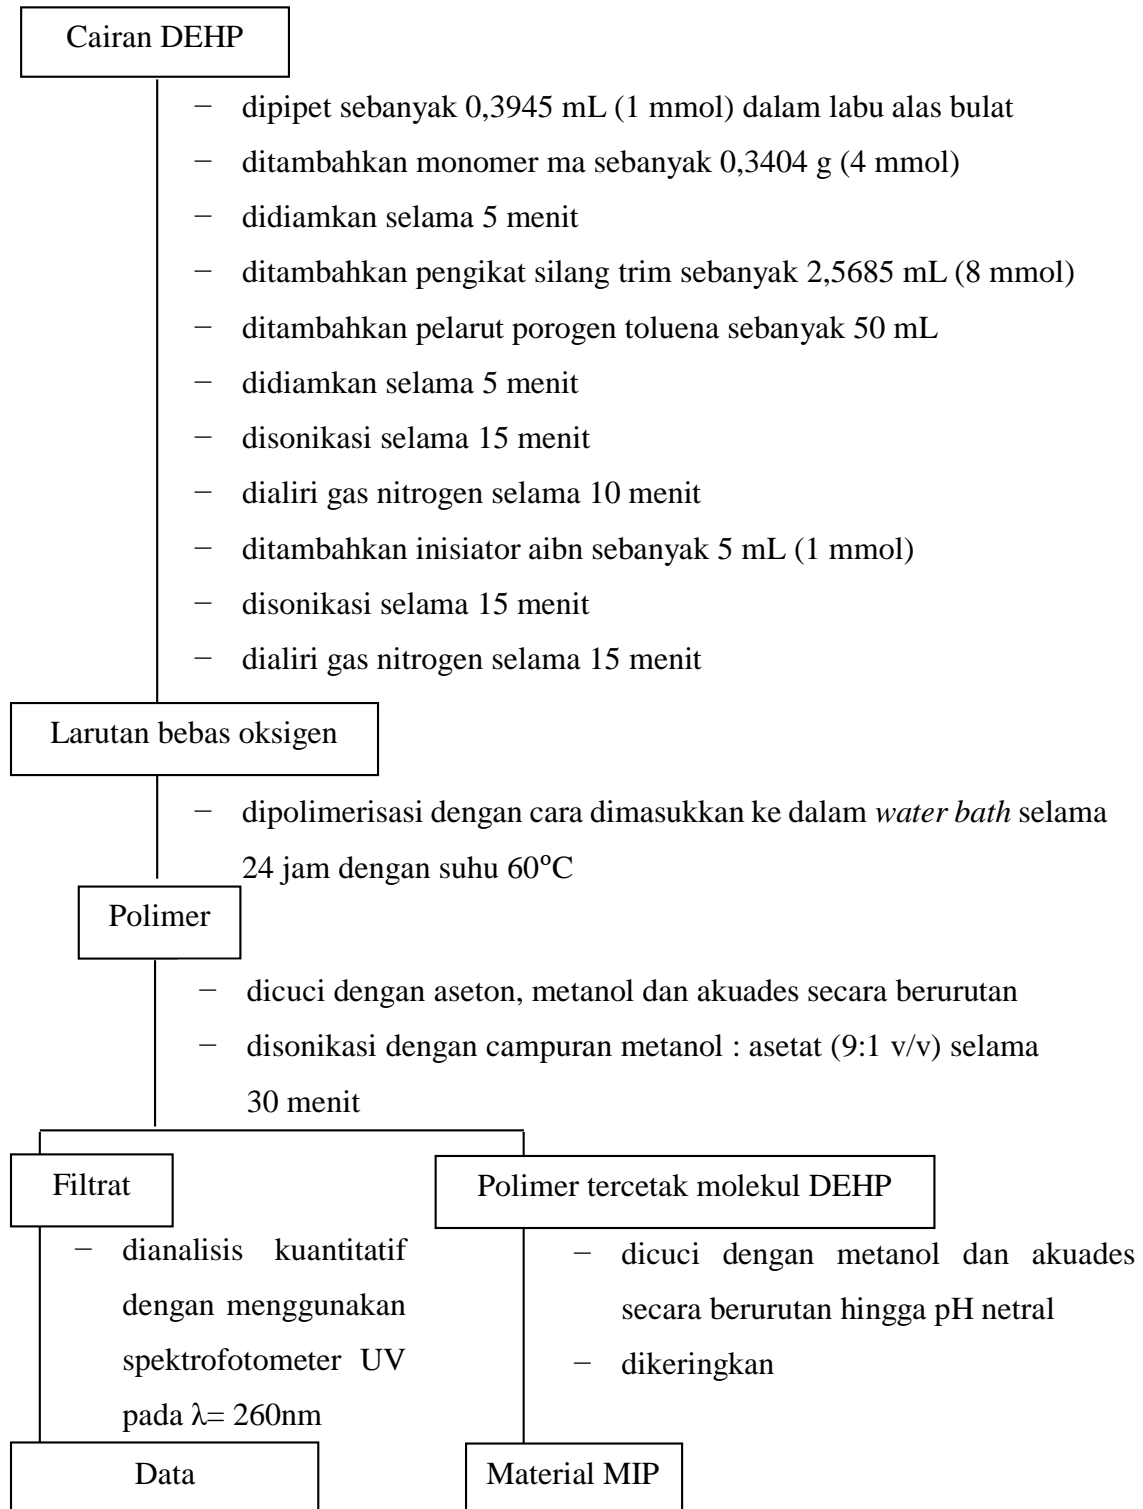 Cairan DEHP
− dipipet sebanyak 0,3945 mL (1 mmol) dalam labu alas bulat
− ditambahkan monomer ma sebanyak 0,3404 g (4 mmol)
− didiamkan selama 5 menit
− ditambahkan pengikat silang trim sebanyak 2,5685 mL (8 mmol)
− ditambahkan pelarut porogen toluena sebanyak 50 mL
− didiamkan selama 5 menit
− disonikasi selama 15 menit
− dialiri gas nitrogen selama 10 menit
− ditambahkan inisiator aibn sebanyak 5 mL (1 mmol)
− disonikasi selama 15 menit
− dialiri gas nitrogen selama 15 menit
Larutan bebas oksigen
− dipolimerisasi dengan cara dimasukkan ke dalam water bath selama
24 jam dengan suhu 60°C
Polimer
− dicuci dengan aseton, metanol dan akuades secara berurutan
− disonikasi dengan campuran metanol : asetat (9:1 v/v) selama
30 menit
Filtrat
− dianalisis kuantitatif
dengan menggunakan
spektrofotometer UV
pada λ= 260nm
Data
Polimer tercetak molekul DEHP
− dicuci dengan metanol dan akuades
secara berurutan hingga pH netral
− dikeringkan
Material MIP